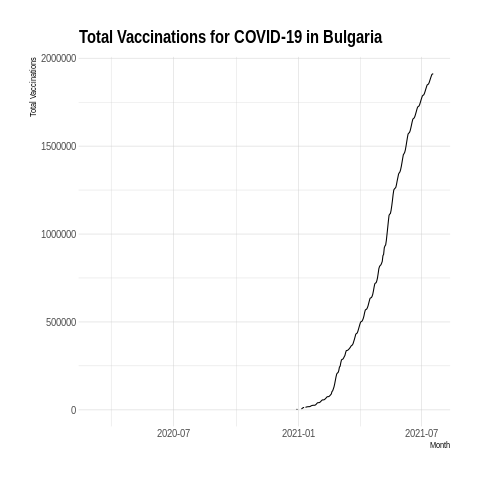 Total Vaccinations for COVID-19 in Bulgaria
Total Vaccinations
2000000
1500000
1000000
500000
0
2020-07
2021-01
2021-07
Month